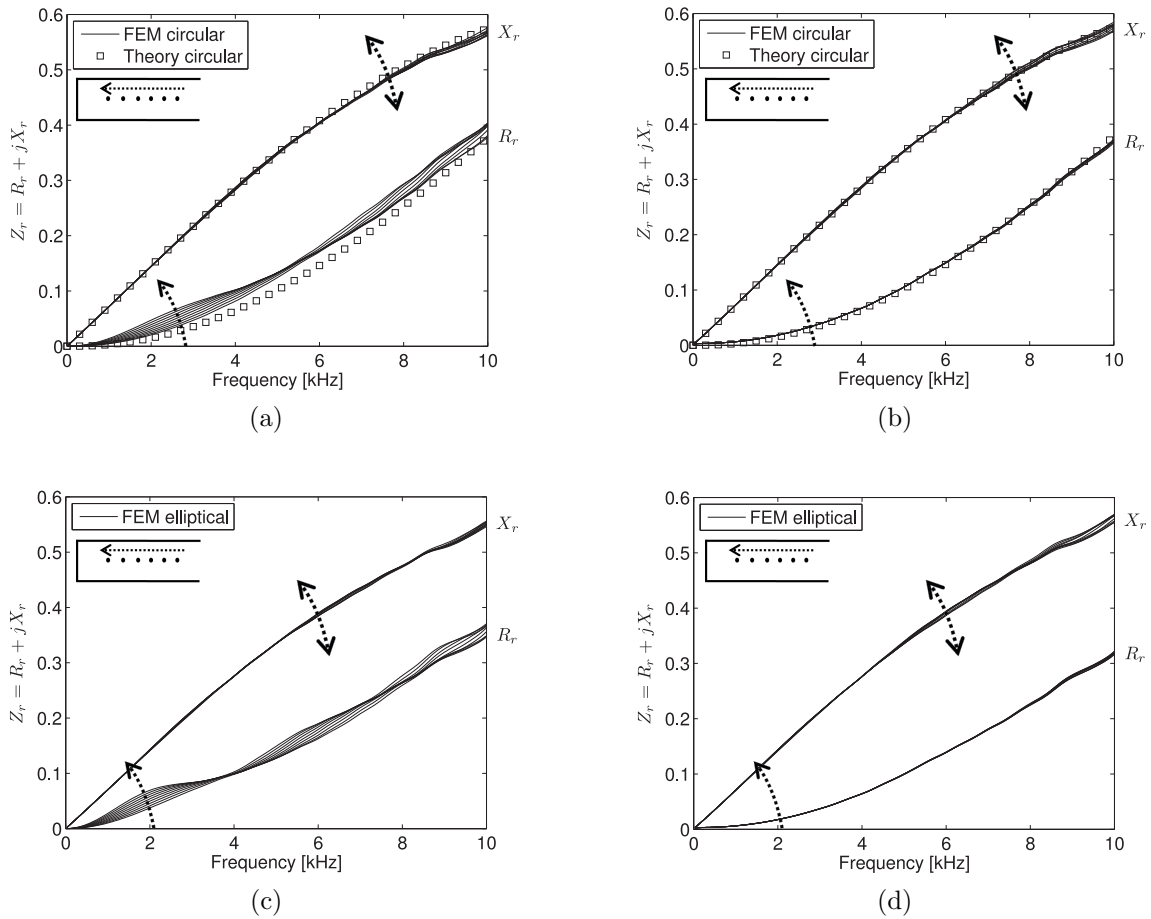 0.6
FEM circular
Theory circular
X_r
0.5
0.4
R_r
0.3
0.2
0.1
0
Z_r = R_r + jX_r
0 2 4 6 8 10
Frequency [kHz]
(a)
0.6
FEM circular
Theory circular
X_r
0.5
0.4
R_r
0.3
0.2
0.1
0
Z_r = R_r + jX_r
0 2 4 6 8 10
Frequency [kHz]
(b)
0.6
FEM elliptical
X_r
0.5
0.4
R_r
0.3
0.2
0.1
0
Z_r = R_r + jX_r
0 2 4 6 8 10
Frequency [kHz]
(c)
0.6
FEM elliptical
X_r
0.5
0.4
R_r
0.3
0.2
0.1
0
Z_r = R_r + jX_r
0 2 4 6 8 10
Frequency [kHz]
(d)